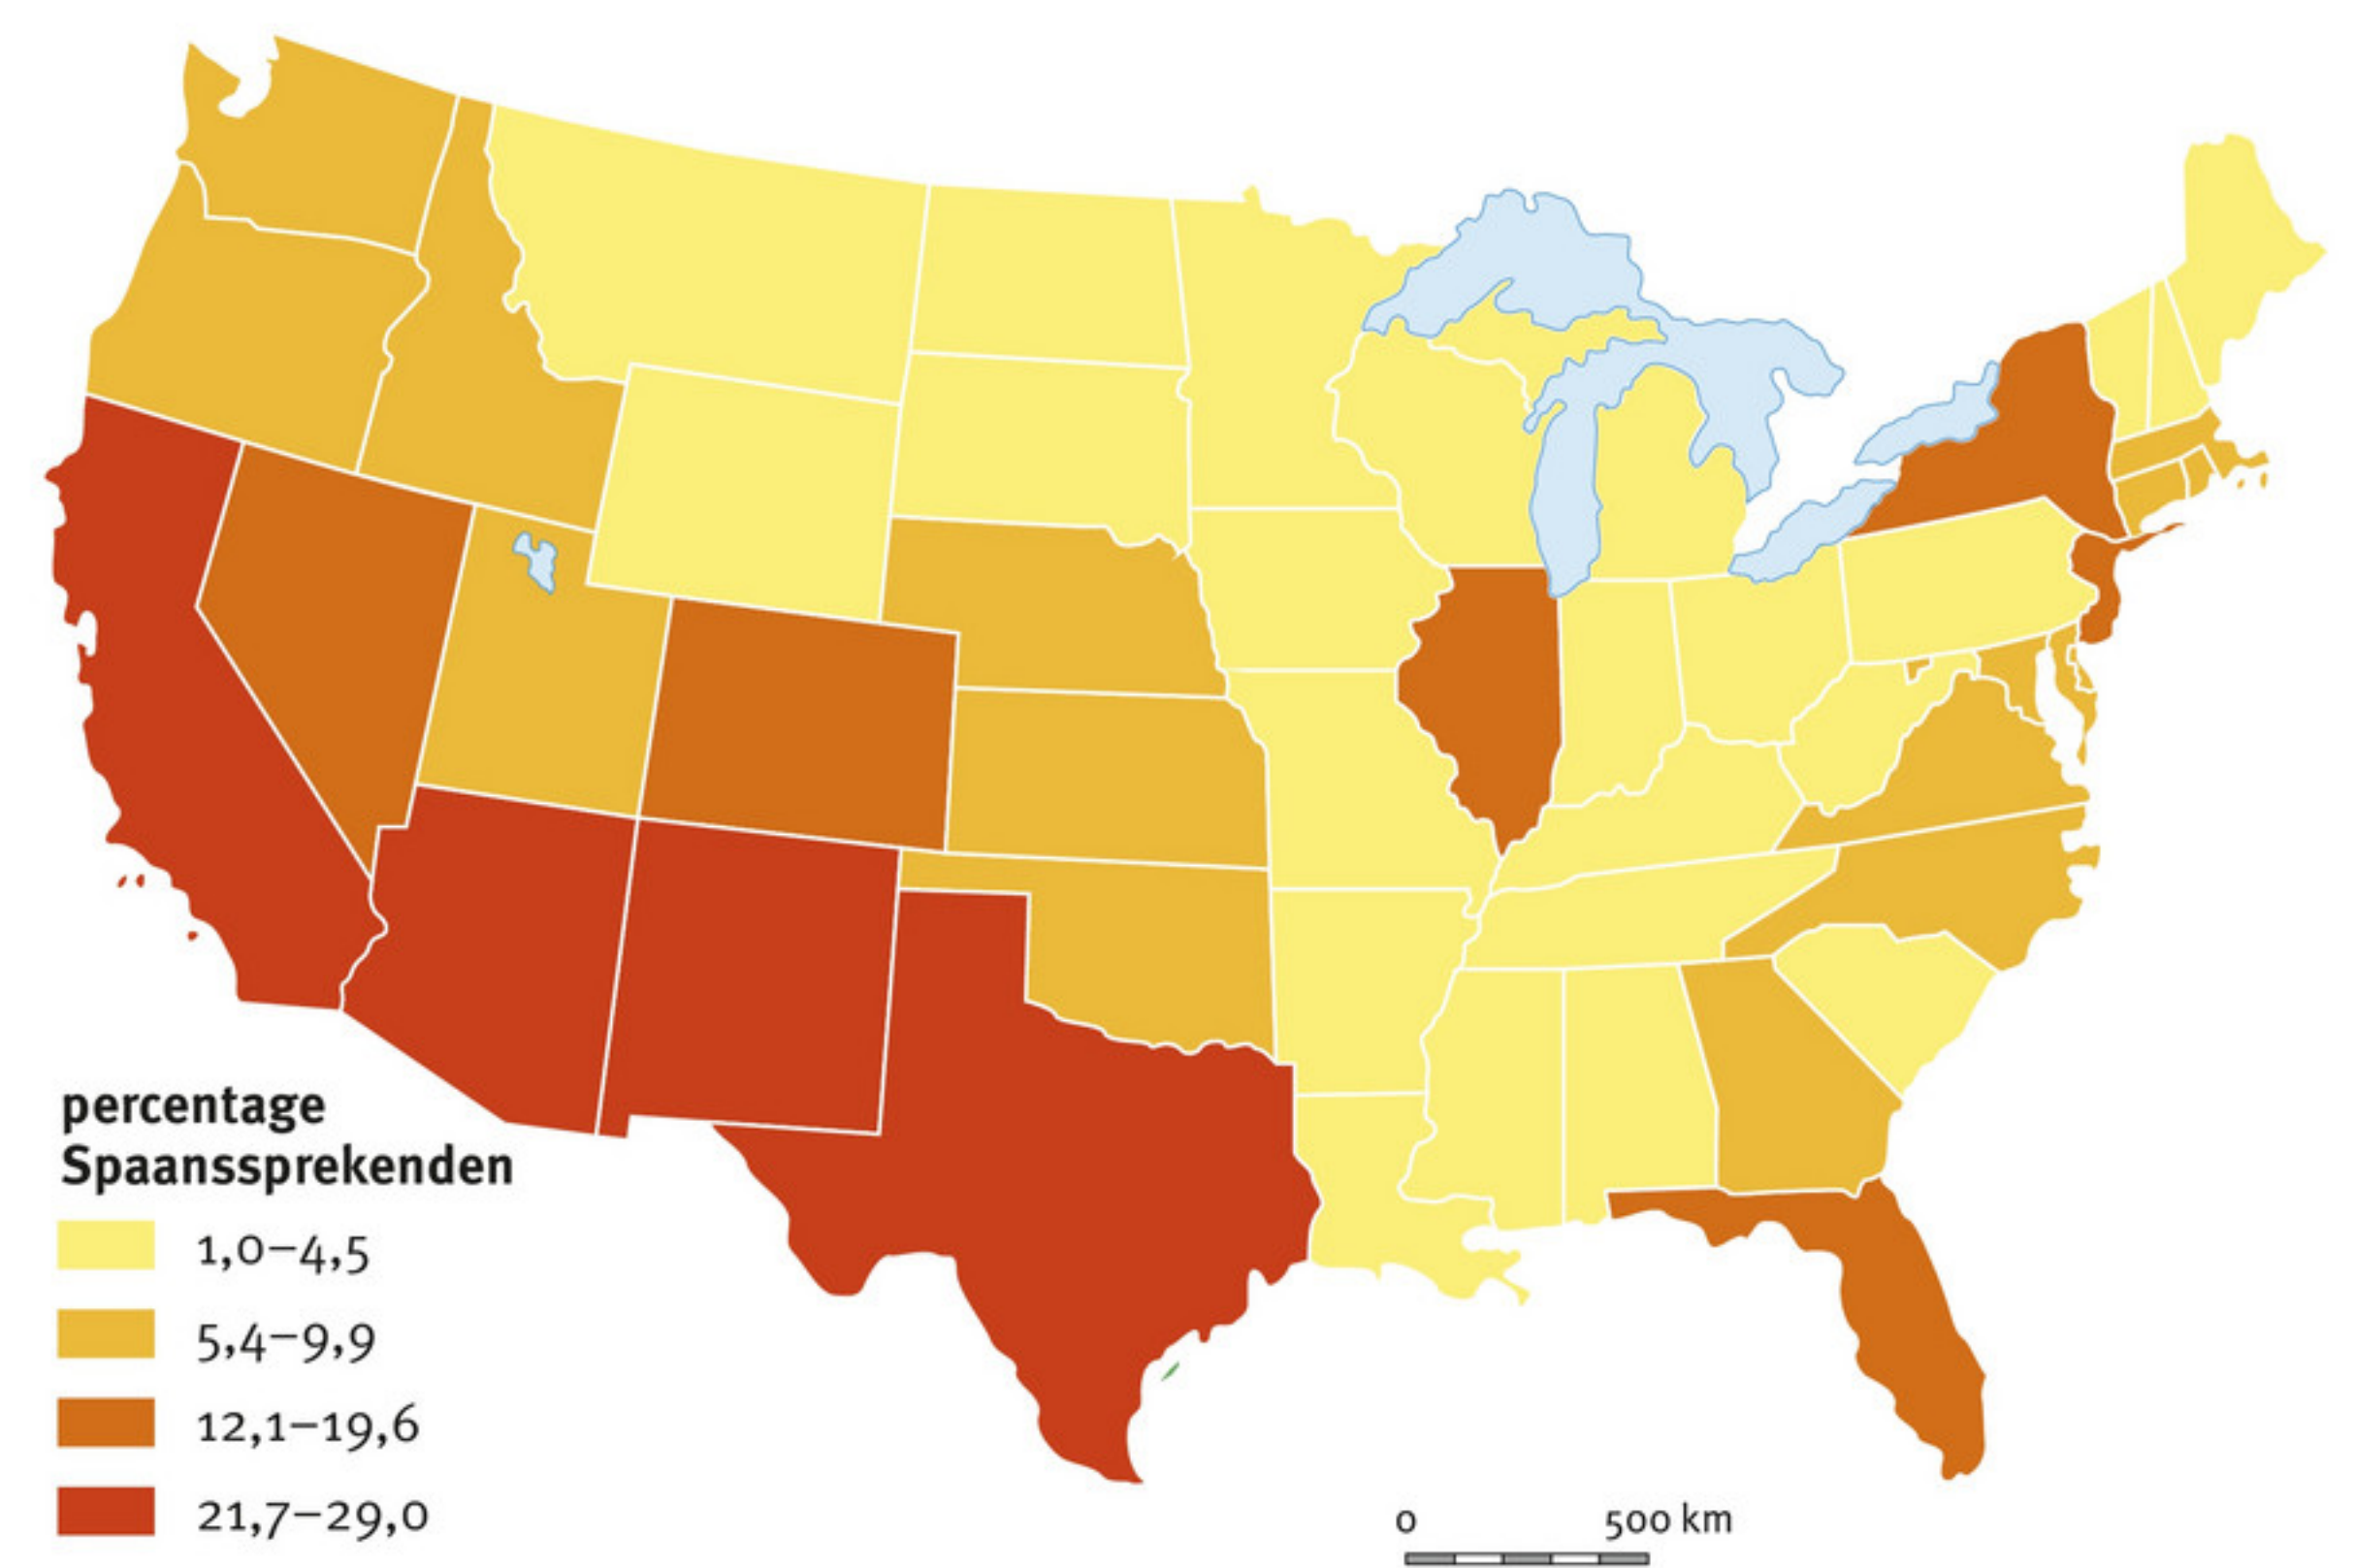 percentage
Spaanssprekenden
1,0–4,5
5,4–9,9
12,1–19,6
21,7–29,0
0 500 km